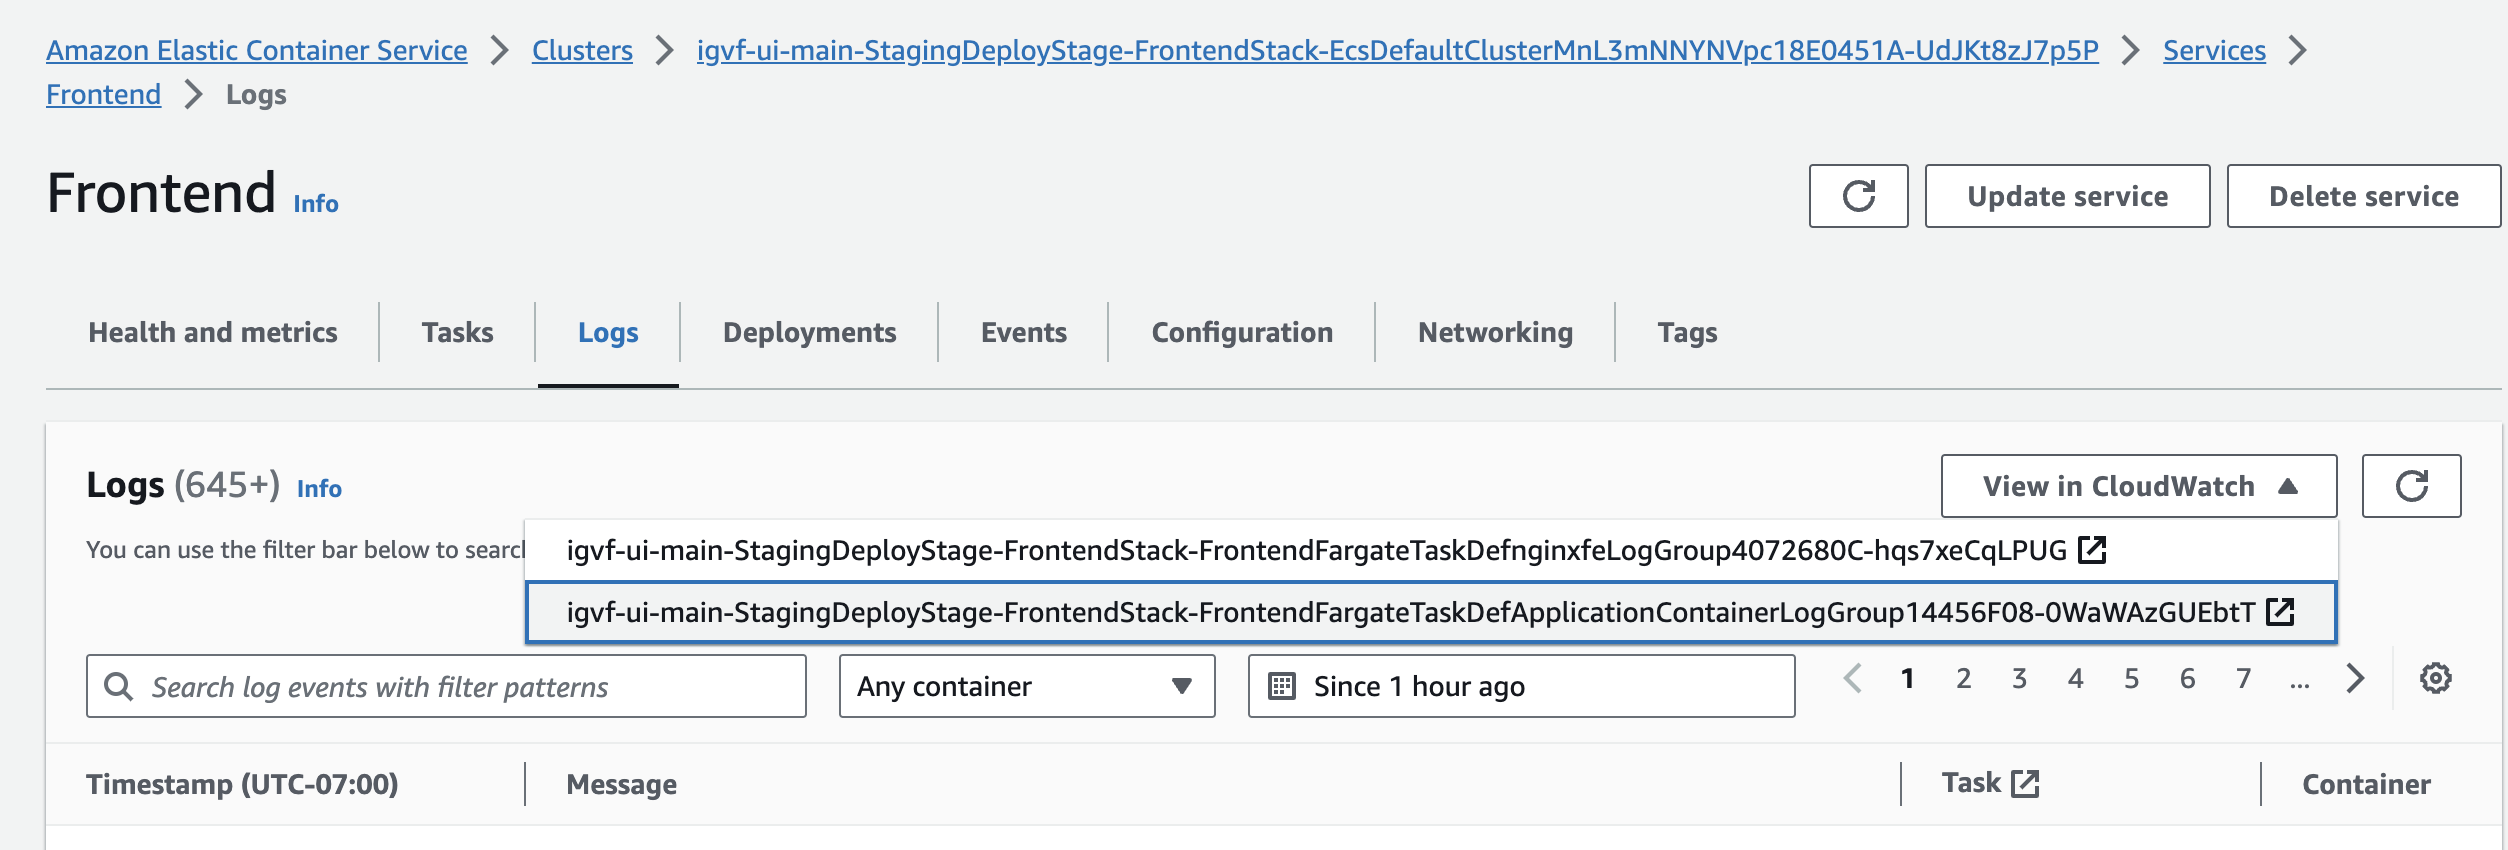 Amazon Elastic Container Service > Clusters > igvf-ui-main-StagingDeployStage-FrontendStack-EcsDefaultClusterMnL3mNNYNVpc18E0451A-UdJKt8zJ7p5P > Services >
Frontend > Logs
Frontend Info
Update service Delete service
Health and metrics Tasks Logs Deployments Events Configuration Networking Tags
Logs (645+) Info
View in CloudWatch
You can use the filter bar below to search
igvf-ui-main-StagingDeployStage-FrontendStack-FrontendFargateTaskDefnginxfeLogGroup4072680C-hqs7xeCqLPUG
igvf-ui-main-StagingDeployStage-FrontendStack-FrontendFargateTaskDefApplicationContainerLogGroup14456F08-0WaWAzGUEbtT
Search log events with filter patterns Any container Since 1 hour ago 1 2 3 4 5 6 7 ...
Timestamp (UTC-07:00) Message Task Container